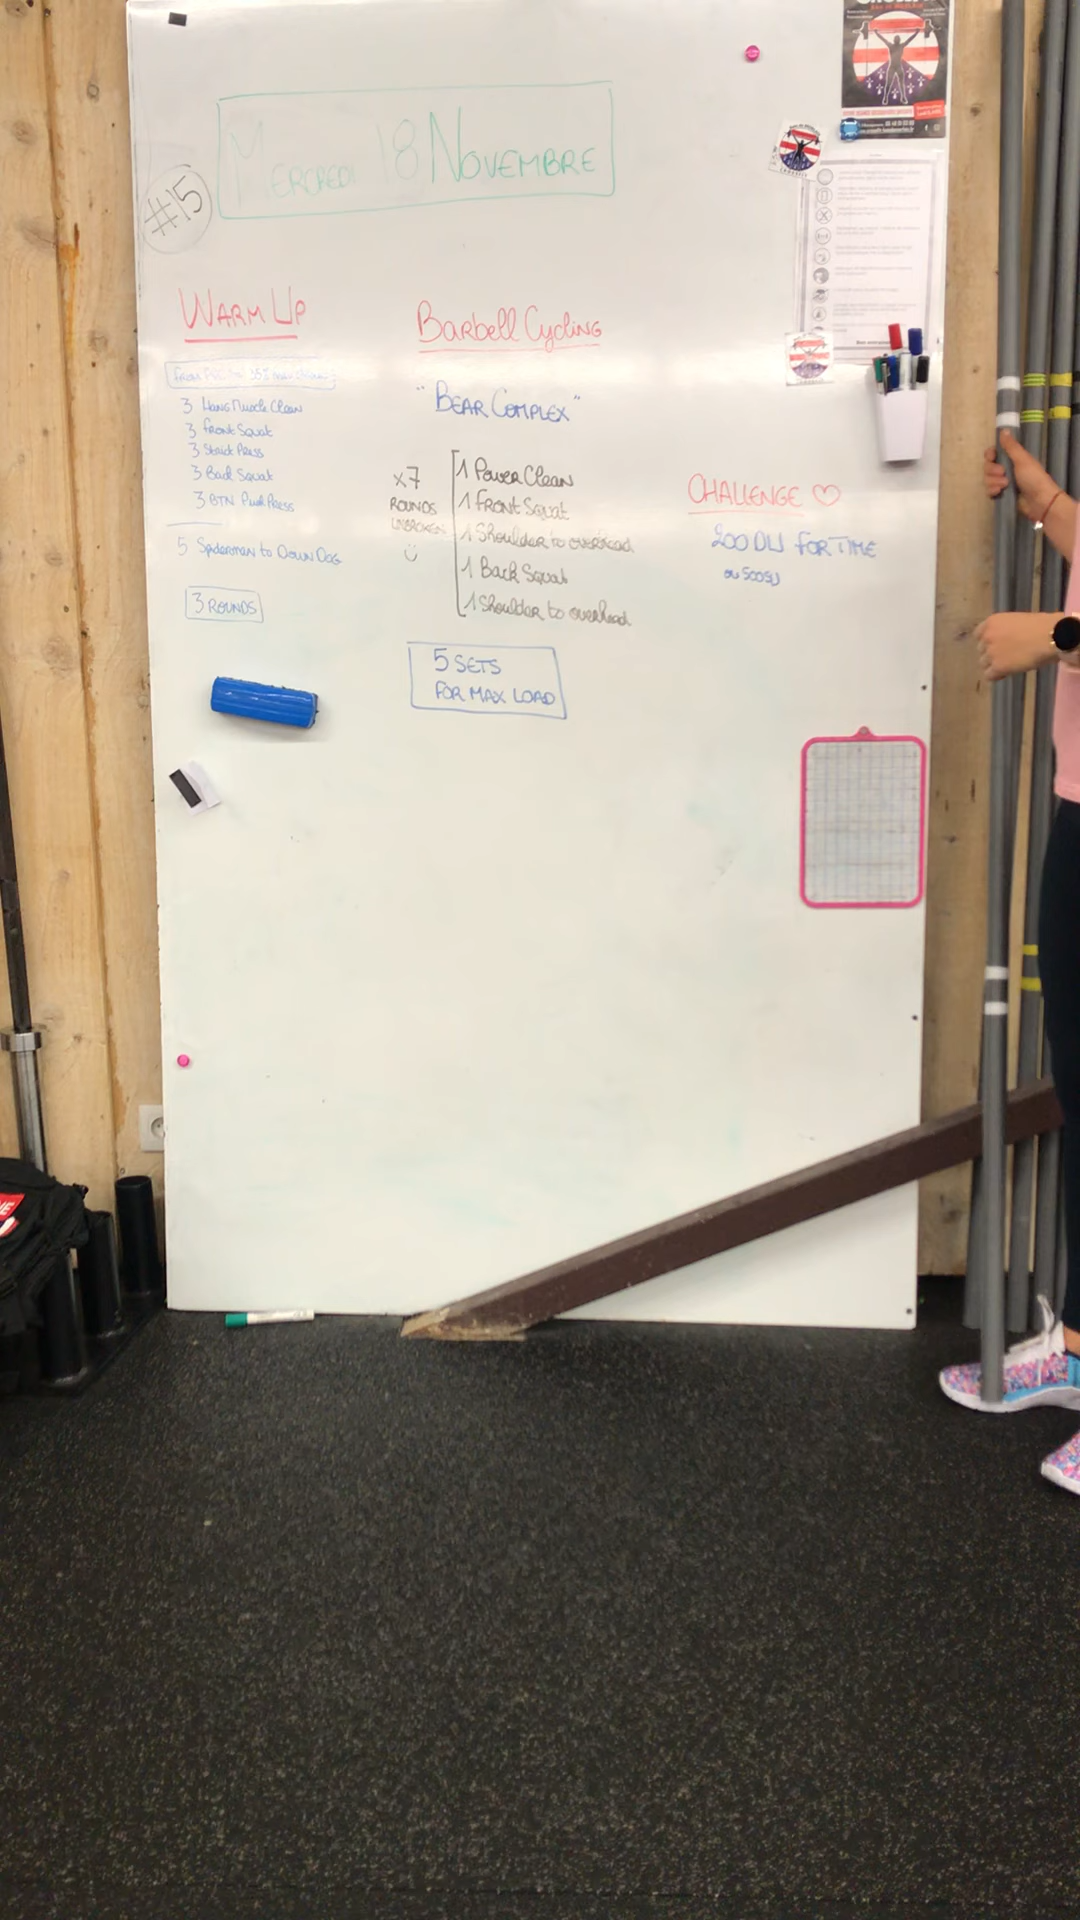 MERCREDI 18 NOVEMBRE
#15
WARM UP
3 HANG MUSCLE CLEAN
3 FRONT SQUAT
3 STRICT PRESS
3 BACK SQUAT
3 BTN PUSH PRESS
5 SPIDERMAN TO DOWN DOG
3 ROUNDS
Barbell Cycling
"BEAR COMPLEX"
x7
ROUNDS
UNBROKEN
1 POWER CLEAN
1 FRONT SQUAT
1 Shoulder to overhead
1 BACK SQUAT
1 Shoulder to overhead
5 SETS
FOR MAX LOAD
CHALLENGE ♡
200 DU FOR TIME
ou 500SU